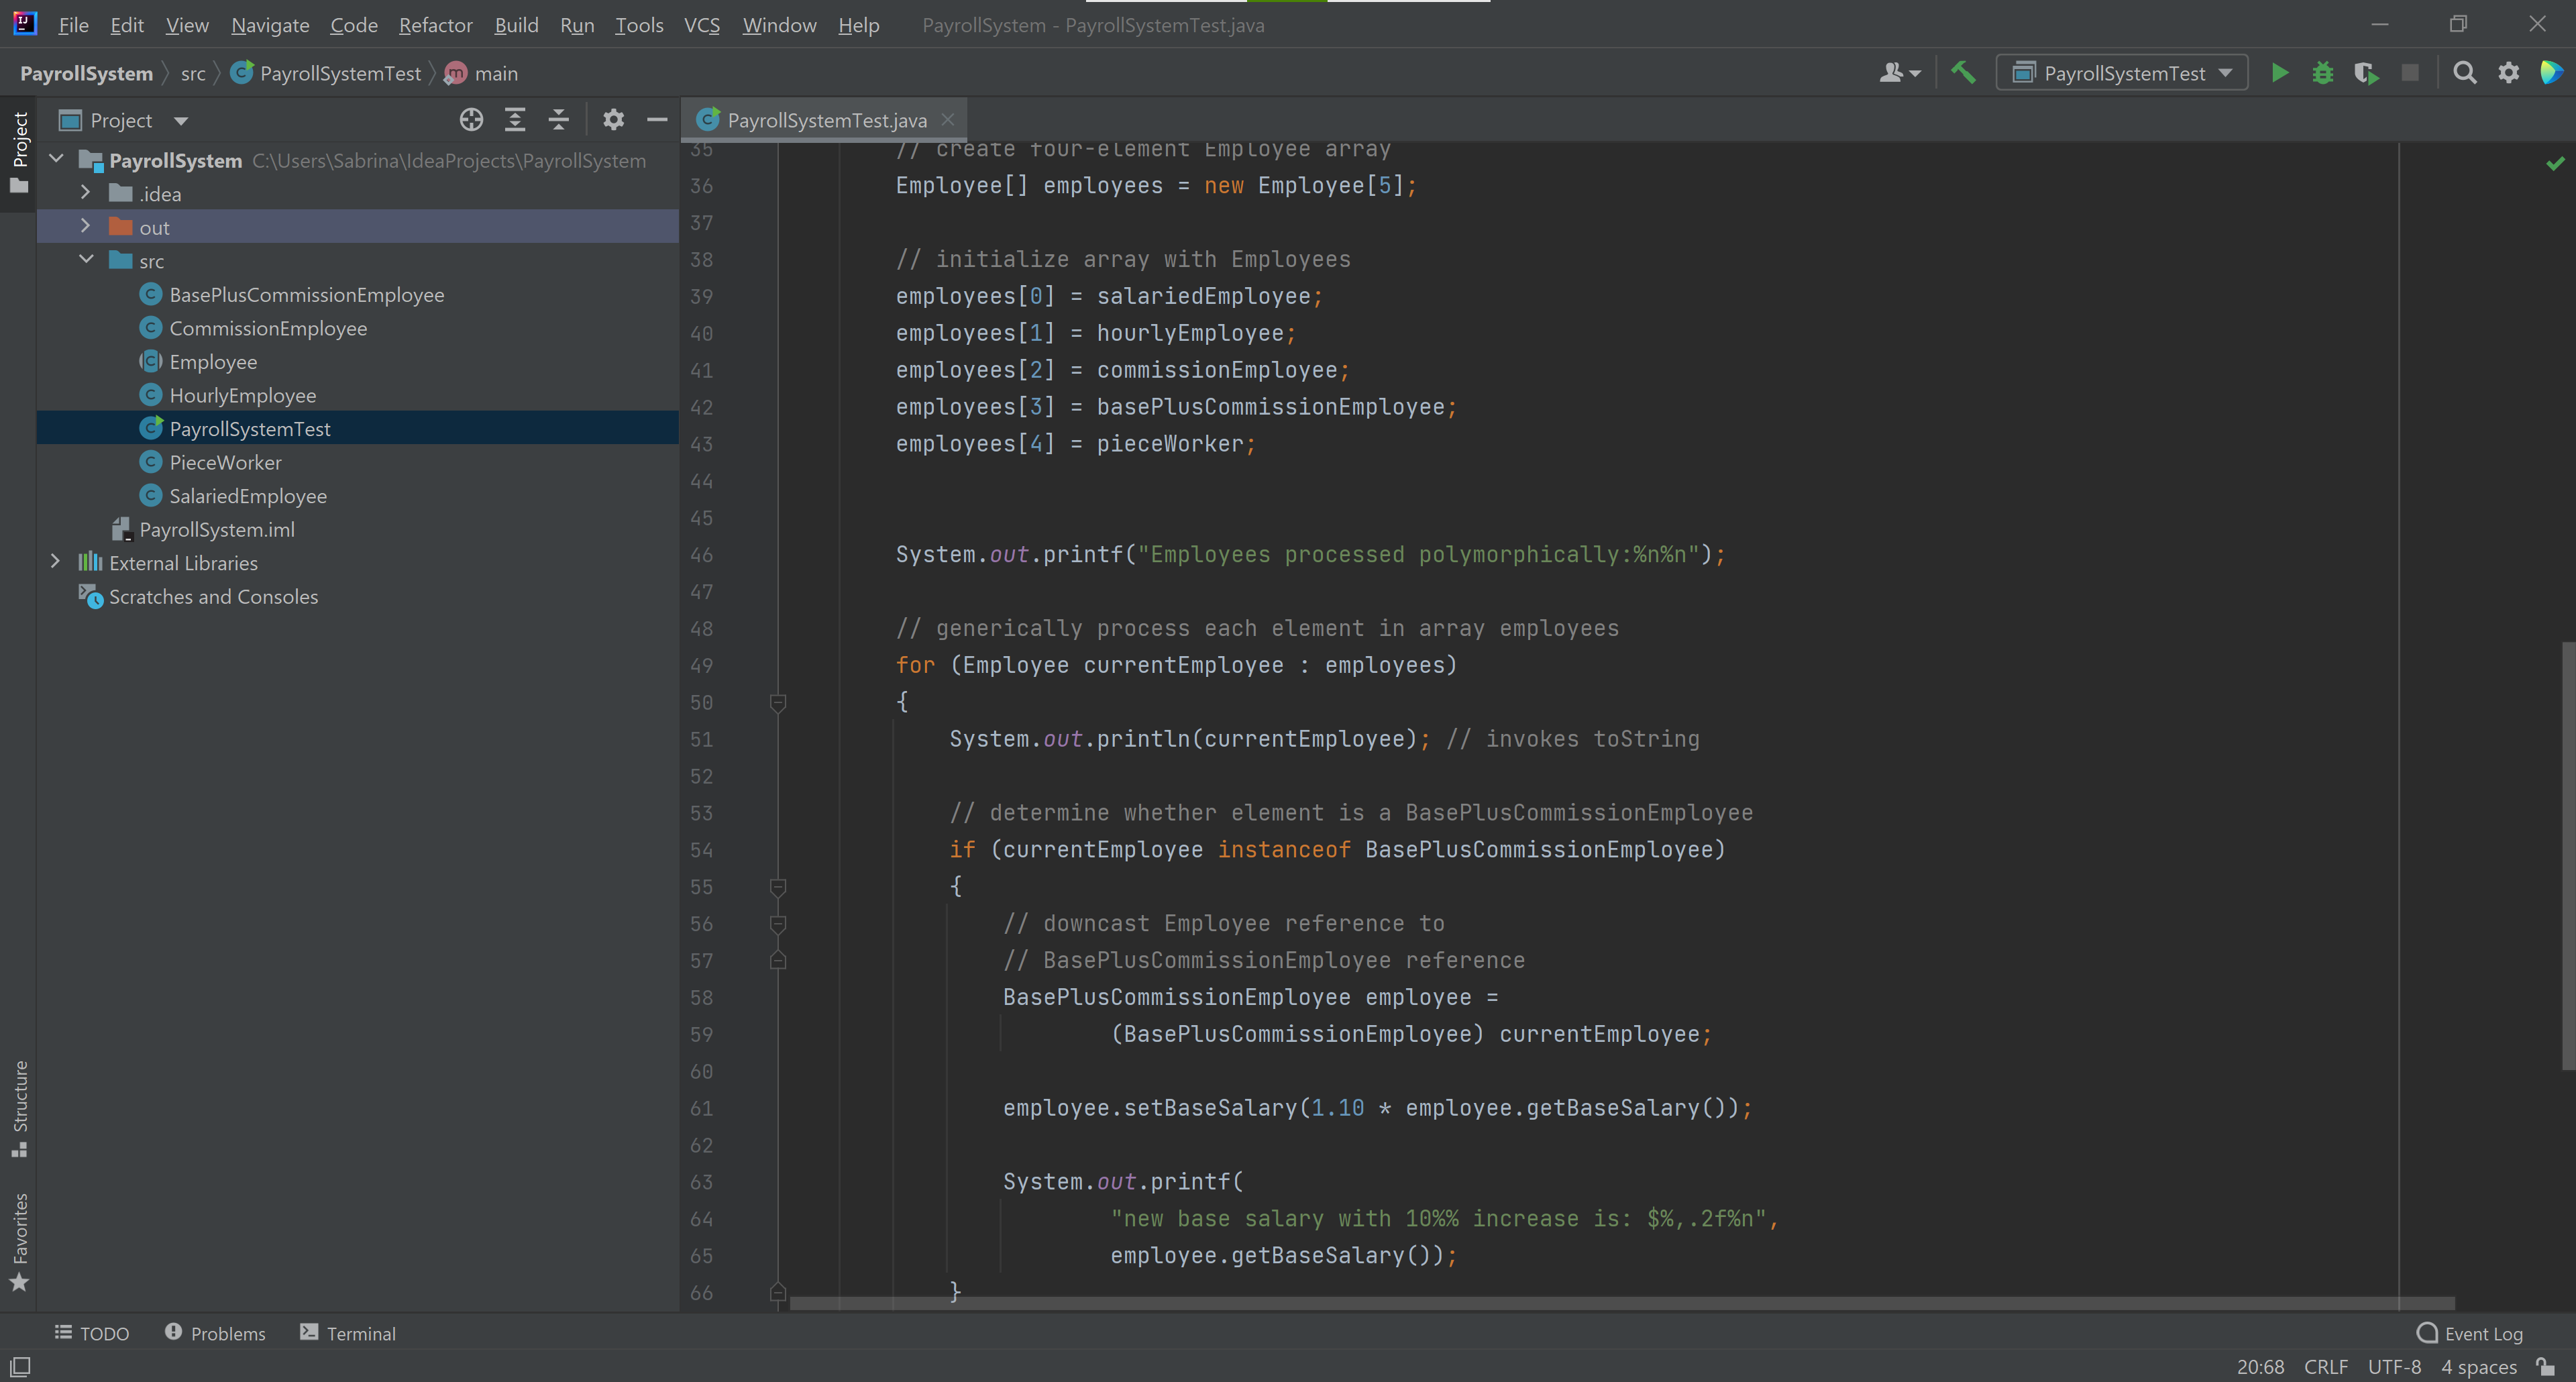 File Edit View Navigate Code Refactor Build Run Tools VCS Window Help PayrollSystem - PayrollSystemTest.java
PayrollSystem src PayrollSystemTest main PayrollSystemTest
Project
Project
PayrollSystem C:\Users\Sabrina\IdeaProjects\PayrollSystem
.idea
out
src
BasePlusCommissionEmployee
CommissionEmployee
Employee
HourlyEmployee
PayrollSystemTest
PieceWorker
SalariedEmployee
PayrollSystem.iml
External Libraries
Scratches and Consoles
Structure
Favorites
PayrollSystemTest.java
35 // create four-element Employee array
36 Employee[] employees = new Employee[5];
37
38 // initialize array with Employees
39 employees[0] = salariedEmployee;
40 employees[1] = hourlyEmployee;
41 employees[2] = commissionEmployee;
42 employees[3] = basePlusCommissionEmployee;
43 employees[4] = pieceWorker;
44
45
46 System.out.printf("Employees processed polymorphically:%n%n");
47
48 // generically process each element in array employees
49 for (Employee currentEmployee : employees)
50 {
51 System.out.println(currentEmployee); // invokes toString
52
53 // determine whether element is a BasePlusCommissionEmployee
54 if (currentEmployee instanceof BasePlusCommissionEmployee)
55 {
56 // downcast Employee reference to
57 // BasePlusCommissionEmployee reference
58 BasePlusCommissionEmployee employee =
59 (BasePlusCommissionEmployee) currentEmployee;
60
61 employee.setBaseSalary(1.10 * employee.getBaseSalary());
62
63 System.out.printf(
64 "new base salary with 10%% increase is: $%,.2f%n",
65 employee.getBaseSalary());
66 }
TODO Problems Terminal Event Log
20:68 CRLF UTF-8 4 spaces